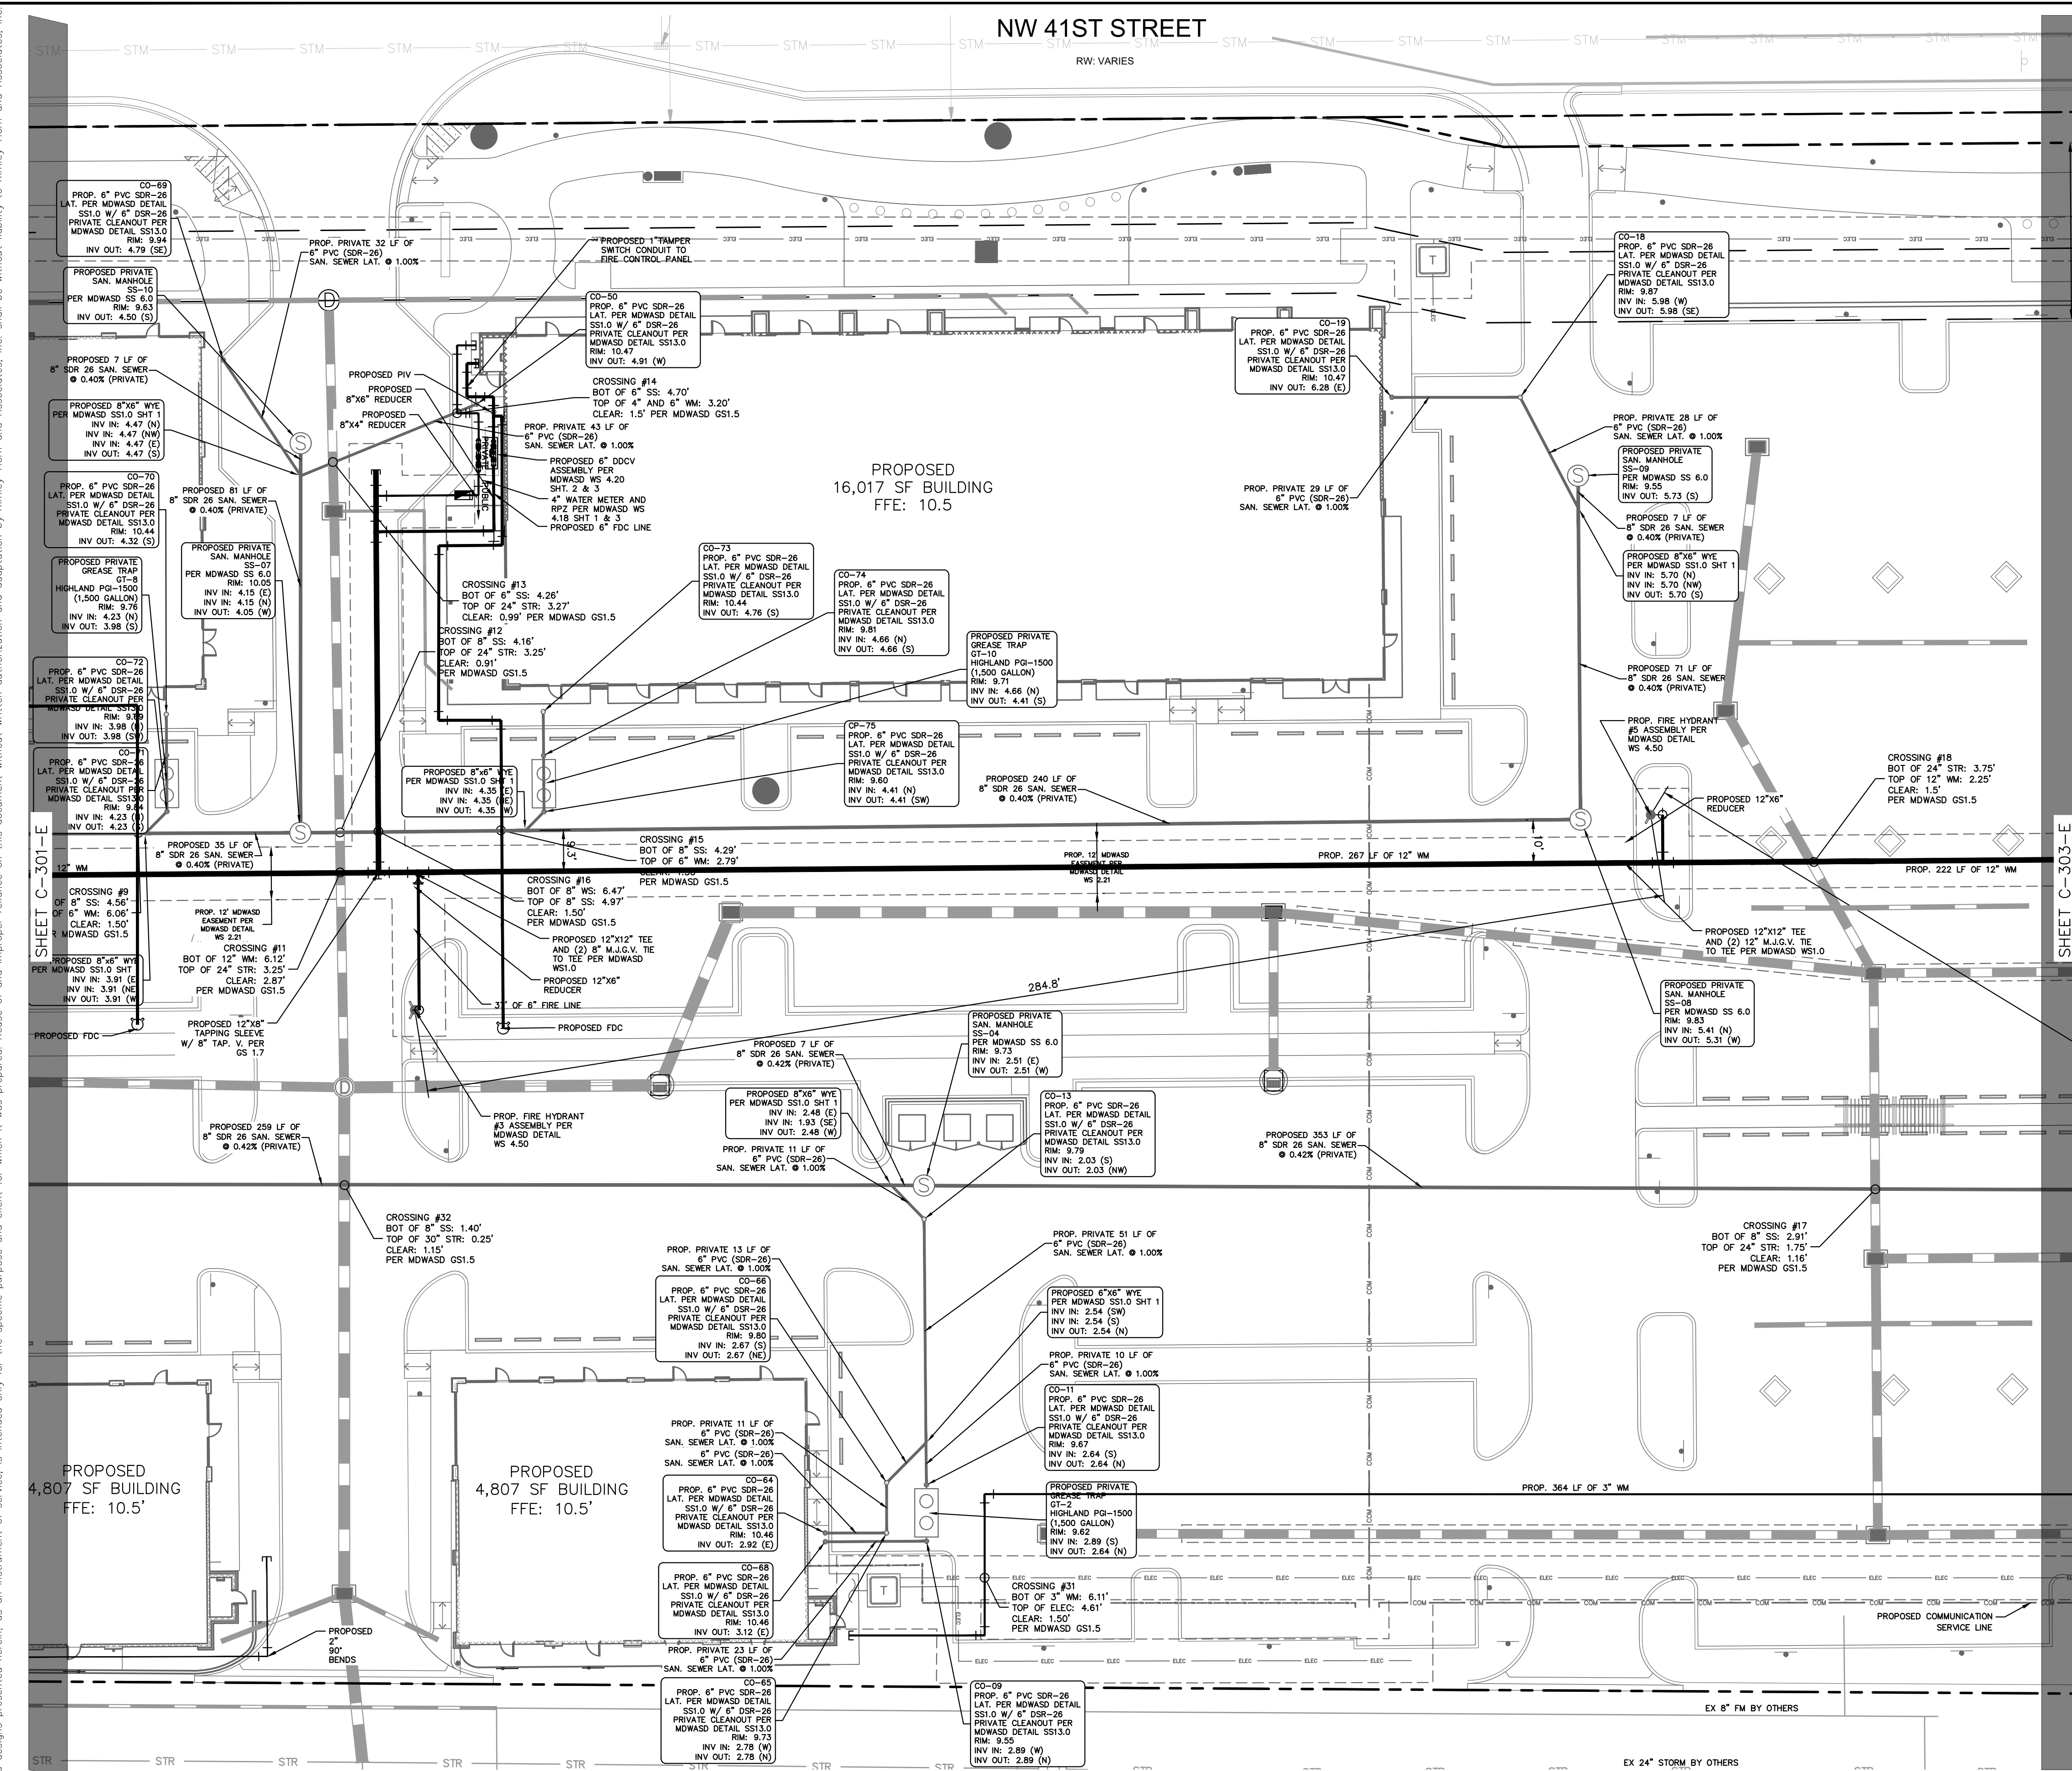 NW 41ST STREET
RW: VARIES
CO-69
PROP. 6" PVC SDR-26
LAT. PER MDWASD DETAIL
SS1.0 W/ 6" DSR-26
PRIVATE CLEANOUT PER
MDWASD DETAIL SS13.0
RIM: 9.94
INV OUT: 4.79 (SE)
PROP. PRIVATE 32 LF OF
6" PVC (SDR-26)
SAN. SEWER LAT. @ 1.00%
PROPOSED 1"TAMPER
SWITCH CONDUIT TO
FIRE CONTROL PANEL
CO-18
PROP. 6" PVC SDR-26
LAT. PER MDWASD DETAIL
SS1.0 W/ 6" DSR-26
PRIVATE CLEANOUT PER
MDWASD DETAIL SS13.0
RIM: 9.87
INV IN: 5.98 (W)
INV OUT: 5.98 (SE)
PROPOSED PRIVATE
SAN. MANHOLE
SS-10
PER MDWASD SS 6.0
RIM: 9.63
INV OUT: 4.50 (S)
CO-50
PROP. 6" PVC SDR-26
LAT. PER MDWASD DETAIL
SS1.0 W/ 6" DSR-26
PRIVATE CLEANOUT PER
MDWASD DETAIL SS13.0
RIM: 10.47
INV OUT: 4.91 (W)
CO-19
PROP. 6" PVC SDR-26
LAT. PER MDWASD DETAIL
SS1.0 W/ 6" DSR-26
PRIVATE CLEANOUT PER
MDWASD DETAIL SS13.0
RIM: 10.47
INV OUT: 6.28 (E)
PROPOSED 7 LF OF
8" SDR 26 SAN. SEWER
@ 0.40% (PRIVATE)
PROPOSED PIV
PROPOSED
8"X6" REDUCER
PROPOSED
8"X4" REDUCER
CROSSING #14
BOT OF 6" SS: 4.70'
TOP OF 4" AND 6" WM: 3.20'
CLEAR: 1.5' PER MDWASD GS1.5
PROPOSED 8"X6" WYE
PER MDWASD SS1.0 SHT 1
INV IN: 4.47 (N)
INV IN: 4.47 (NW)
INV IN: 4.47 (E)
INV OUT: 4.47 (S)
PROP. PRIVATE 43 LF OF
6" PVC (SDR-26)
SAN. SEWER LAT. @ 1.00%
PROPOSED 6" DDCV
ASSEMBLY PER
MDWASD WS 4.20
SHT. 2 & 3
4" WATER METER AND
RPZ PER MDWASD WS
4.18 SHT 1 & 3
PROPOSED 6" FDC LINE
PRIVATE
PUBLIC
PROPOSED
16,017 SF BUILDING
FFE: 10.5
PROP. PRIVATE 28 LF OF
6" PVC (SDR-26)
SAN. SEWER LAT. @ 1.00%
PROPOSED PRIVATE
SAN. MANHOLE
SS-09
PER MDWASD SS 6.0
RIM: 9.55
INV OUT: 5.73 (S)
PROP. PRIVATE 29 LF OF
6" PVC (SDR-26)
SAN. SEWER LAT. @ 1.00%
PROPOSED 7 LF OF
8" SDR 26 SAN. SEWER
@ 0.40% (PRIVATE)
PROPOSED 8"X6" WYE
PER MDWASD SS1.0 SHT 1
INV IN: 5.70 (N)
INV IN: 5.70 (NW)
INV OUT: 5.70 (S)
CO-70
PROP. 6" PVC SDR-26
LAT. PER MDWASD DETAIL
SS1.0 W/ 6" DSR-26
PRIVATE CLEANOUT PER
MDWASD DETAIL SS13.0
RIM: 10.44
INV OUT: 4.32 (S)
PROPOSED 81 LF OF
8" SDR 26 SAN. SEWER
@ 0.40% (PRIVATE)
PROPOSED PRIVATE
SAN. MANHOLE
SS-07
PER MDWASD SS 6.0
RIM: 10.05
INV IN: 4.15 (E)
INV IN: 4.15 (N)
INV OUT: 4.05 (W)
PROPOSED PRIVATE
GREASE TRAP
GT-8
HIGHLAND PGI-1500
(1,500 GALLON)
RIM: 9.76
INV IN: 4.23 (N)
INV OUT: 3.98 (S)
CROSSING #13
BOT OF 6" SS: 4.26'
TOP OF 24" STR: 3.27'
CLEAR: 0.99' PER MDWASD GS1.5
CROSSING #12
BOT OF 8" SS: 4.16'
TOP OF 24" STR: 3.25'
CLEAR: 0.91'
PER MDWASD GS1.5
CO-73
PROP. 6" PVC SDR-26
LAT. PER MDWASD DETAIL
SS1.0 W/ 6" DSR-26
PRIVATE CLEANOUT PER
MDWASD DETAIL SS13.0
RIM: 10.44
INV OUT: 4.76 (S)
CO-74
PROP. 6" PVC SDR-26
LAT. PER MDWASD DETAIL
SS1.0 W/ 6" DSR-26
PRIVATE CLEANOUT PER
MDWASD DETAIL SS13.0
RIM: 9.81
INV IN: 4.66 (N)
INV OUT: 4.66 (S)
PROPOSED PRIVATE
GREASE TRAP
GT-10
HIGHLAND PGI-1500
(1,500 GALLON)
RIM: 9.71
INV IN: 4.66 (N)
INV OUT: 4.41 (S)
PROPOSED 71 LF OF
8" SDR 26 SAN. SEWER
@ 0.40% (PRIVATE)
CO-72
PROP. 6" PVC SDR-26
LAT. PER MDWASD DETAIL
SS1.0 W/ 6" DSR-26
PRIVATE CLEANOUT PER
MDWASD DETAIL SS13.0
INV IN: 3.98
INV OUT: 3.98 (SW)
CP-75
PROP. 6" PVC SDR-26
LAT. PER MDWASD DETAIL
SS1.0 W/ 6" DSR-26
PRIVATE CLEANOUT PER
MDWASD DETAIL SS13.0
RIM: 9.60
INV IN: 4.41 (N)
INV OUT: 4.41 (SW)
PROP. FIRE HYDRANT
#5 ASSEMBLY PER
MDWASD DETAIL
WS 4.50
CROSSING #18
BOT OF 24" STR: 3.75'
TOP OF 12" WM: 2.25'
CLEAR: 1.5'
PER MDWASD GS1.5
CO-71
PROP. 6" PVC SDR-26
LAT. PER MDWASD DETAIL
SS1.0 W/ 6" DSR-26
PRIVATE CLEANOUT PER
MDWASD DETAIL SS13.0
INV IN: 4.23
INV OUT: 4.23
PROPOSED 8"x6" WYE
PER MDWASD SS1.0 SHT 1
INV IN: 4.35 (E)
INV IN: 4.35 (NE)
INV OUT: 4.35 (W)
PROPOSED 240 LF OF
8" SDR 26 SAN. SEWER
@ 0.40% (PRIVATE)
PROPOSED 12"X6"
REDUCER
SHEET C-301-E
SHEET C-303-E
PROPOSED 35 LF OF
8" SDR 26 SAN. SEWER
@ 0.40% (PRIVATE)
9.3'
10'
CROSSING #15
BOT OF 8" SS: 4.29'
TOP OF 6" WM: 2.79'
PER MDWASD GS1.5
PROP. 12' MDWASD
EASEMENT PER
MDWASD DETAIL
WS 2.21
PROP. 267 LF OF 12" WM
PROP. 222 LF OF 12" WM
12" WM
CROSSING #9
OF 8" SS: 4.56'
OF 6" WM: 6.06'
CLEAR: 1.50'
MDWASD GS1.5
PROP. 12' MDWASD
EASEMENT PER
MDWASD DETAIL
WS 2.21
CROSSING #16
BOT OF 8" WS: 6.47'
TOP OF 8" SS: 4.97'
CLEAR: 1.50'
PER MDWASD GS1.5
CROSSING #11
BOT OF 12" WM: 6.12'
TOP OF 24" STR: 3.25'
CLEAR: 2.87'
PER MDWASD GS1.5
PROPOSED 12"X12" TEE
AND (2) 8" M.J.G.V. TIE
TO TEE PER MDWASD
WS1.0
PROPOSED 12"X12" TEE
AND (2) 12" M.J.G.V. TIE
TO TEE PER MDWASD WS1.0
PROPOSED 8"x6" WYE
PER MDWASD SS1.0 SHT
INV IN: 3.91 (E)
INV IN: 3.91 (NE)
INV OUT: 3.91 (W)
PROPOSED 12"X6"
REDUCER
OF 6" FIRE LINE
284.8'
PROPOSED FDC
PROPOSED 12"X8"
TAPPING SLEEVE
W/ 8" TAP. V. PER
GS 1.7
PROPOSED FDC
PROPOSED PRIVATE
SAN. MANHOLE
SS-08
PER MDWASD SS 6.0
RIM: 9.83
INV IN: 5.41 (N)
INV OUT: 5.31 (W)
PROPOSED PRIVATE
SAN. MANHOLE
SS-04
PER MDWASD SS 6.0
RIM: 9.73
INV IN: 2.51 (E)
INV OUT: 2.51 (W)
PROPOSED 7 LF OF
8" SDR 26 SAN. SEWER
@ 0.42% (PRIVATE)
PROPOSED 8"X6" WYE
PER MDWASD SS1.0 SHT 1
INV IN: 2.48 (E)
INV IN: 1.93 (SE)
INV OUT: 2.48 (W)
CO-13
PROP. 6" PVC SDR-26
LAT. PER MDWASD DETAIL
SS1.0 W/ 6" DSR-26
PRIVATE CLEANOUT PER
MDWASD DETAIL SS13.0
RIM: 9.79
INV IN: 2.03 (S)
INV OUT: 2.03 (NW)
PROPOSED 259 LF OF
8" SDR 26 SAN. SEWER
@ 0.42% (PRIVATE)
PROP. FIRE HYDRANT
#3 ASSEMBLY PER
MDWASD DETAIL
WS 4.50
PROP. PRIVATE 11 LF OF
6" PVC (SDR-26)
SAN. SEWER LAT. @ 1.00%
PROPOSED 353 LF OF
8" SDR 26 SAN. SEWER
@ 0.42% (PRIVATE)
CROSSING #32
BOT OF 8" SS: 1.40'
TOP OF 30" STR: 0.25'
CLEAR: 1.15'
PER MDWASD GS1.5
CROSSING #17
BOT OF 8" SS: 2.91'
TOP OF 24" STR: 1.75'
CLEAR: 1.16'
PER MDWASD GS1.5
PROP. PRIVATE 51 LF OF
6" PVC (SDR-26)
SAN. SEWER LAT. @ 1.00%
PROP. PRIVATE 13 LF OF
6" PVC (SDR-26)
SAN. SEWER LAT. @ 1.00%
CO-66
PROP. 6" PVC SDR-26
LAT. PER MDWASD DETAIL
SS1.0 W/ 6" DSR-26
PRIVATE CLEANOUT PER
MDWASD DETAIL SS13.0
RIM: 9.80
INV IN: 2.67 (S)
INV OUT: 2.67 (NE)
PROPOSED 6"X6" WYE
PER MDWASD SS1.0 SHT 1
INV IN: 2.54 (SW)
INV IN: 2.54 (S)
INV OUT: 2.54 (N)
PROP. PRIVATE 10 LF OF
6" PVC (SDR-26)
SAN. SEWER LAT. @ 1.00%
CO-11
PROP. 6" PVC SDR-26
LAT. PER MDWASD DETAIL
SS1.0 W/ 6" DSR-26
PRIVATE CLEANOUT PER
MDWASD DETAIL SS13.0
RIM: 9.67
INV IN: 2.64 (S)
INV OUT: 2.64 (N)
PROP. PRIVATE 11 LF OF
6" PVC (SDR-26)
SAN. SEWER LAT. @ 1.00%
6" PVC (SDR-26)
SAN. SEWER LAT. @ 1.00%
PROPOSED
4,807 SF BUILDING
FFE: 10.5'
PROPOSED
4,807 SF BUILDING
FFE: 10.5'
CO-64
PROP. 6" PVC SDR-26
LAT. PER MDWASD DETAIL
SS1.0 W/ 6" DSR-26
PRIVATE CLEANOUT PER
MDWASD DETAIL SS13.0
RIM: 10.46
INV OUT: 2.92 (E)
PROPOSED PRIVATE
GREASE TRAP
GT-2
HIGHLAND PGI-1500
(1,500 GALLON)
RIM: 9.62
INV IN: 2.89 (S)
INV OUT: 2.64 (N)
PROP. 364 LF OF 3" WM
CO-68
PROP. 6" PVC SDR-26
LAT. PER MDWASD DETAIL
SS1.0 W/ 6" DSR-26
PRIVATE CLEANOUT PER
MDWASD DETAIL SS13.0
RIM: 10.46
INV OUT: 3.12 (E)
CROSSING #31
BOT OF 3" WM: 6.11'
TOP OF ELEC: 4.61'
CLEAR: 1.50'
PER MDWASD GS1.5
PROPOSED COMMUNICATION
SERVICE LINE
PROPOSED
2"
90°
BENDS
PROP. PRIVATE 23 LF OF
6" PVC (SDR-26)
SAN. SEWER LAT. @ 1.00%
CO-65
PROP. 6" PVC SDR-26
LAT. PER MDWASD DETAIL
SS1.0 W/ 6" DSR-26
PRIVATE CLEANOUT PER
MDWASD DETAIL SS13.0
RIM: 9.73
INV IN: 2.78 (W)
INV OUT: 2.78 (N)
CO-09
PROP. 6" PVC SDR-26
LAT. PER MDWASD DETAIL
SS1.0 W/ 6" DSR-26
PRIVATE CLEANOUT PER
MDWASD DETAIL SS13.0
RIM: 9.55
INV IN: 2.89 (W)
INV OUT: 2.89 (N)
EX 8" FM BY OTHERS
EX 24" STORM BY OTHERS